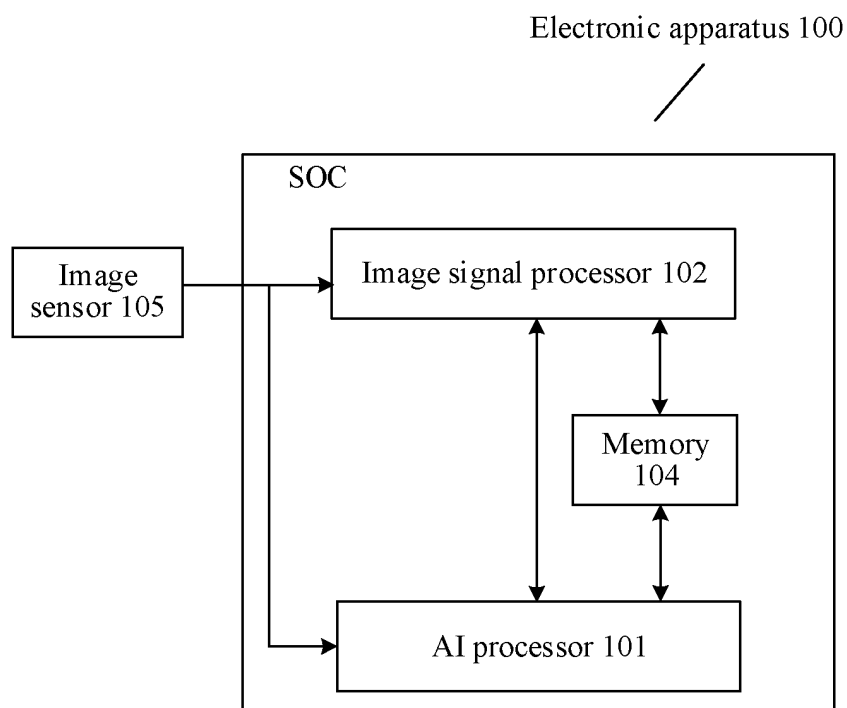 Electronic apparatus 100
SOC
Image signal processor 102
Image
sensor 105
Memory
104
AI processor 101